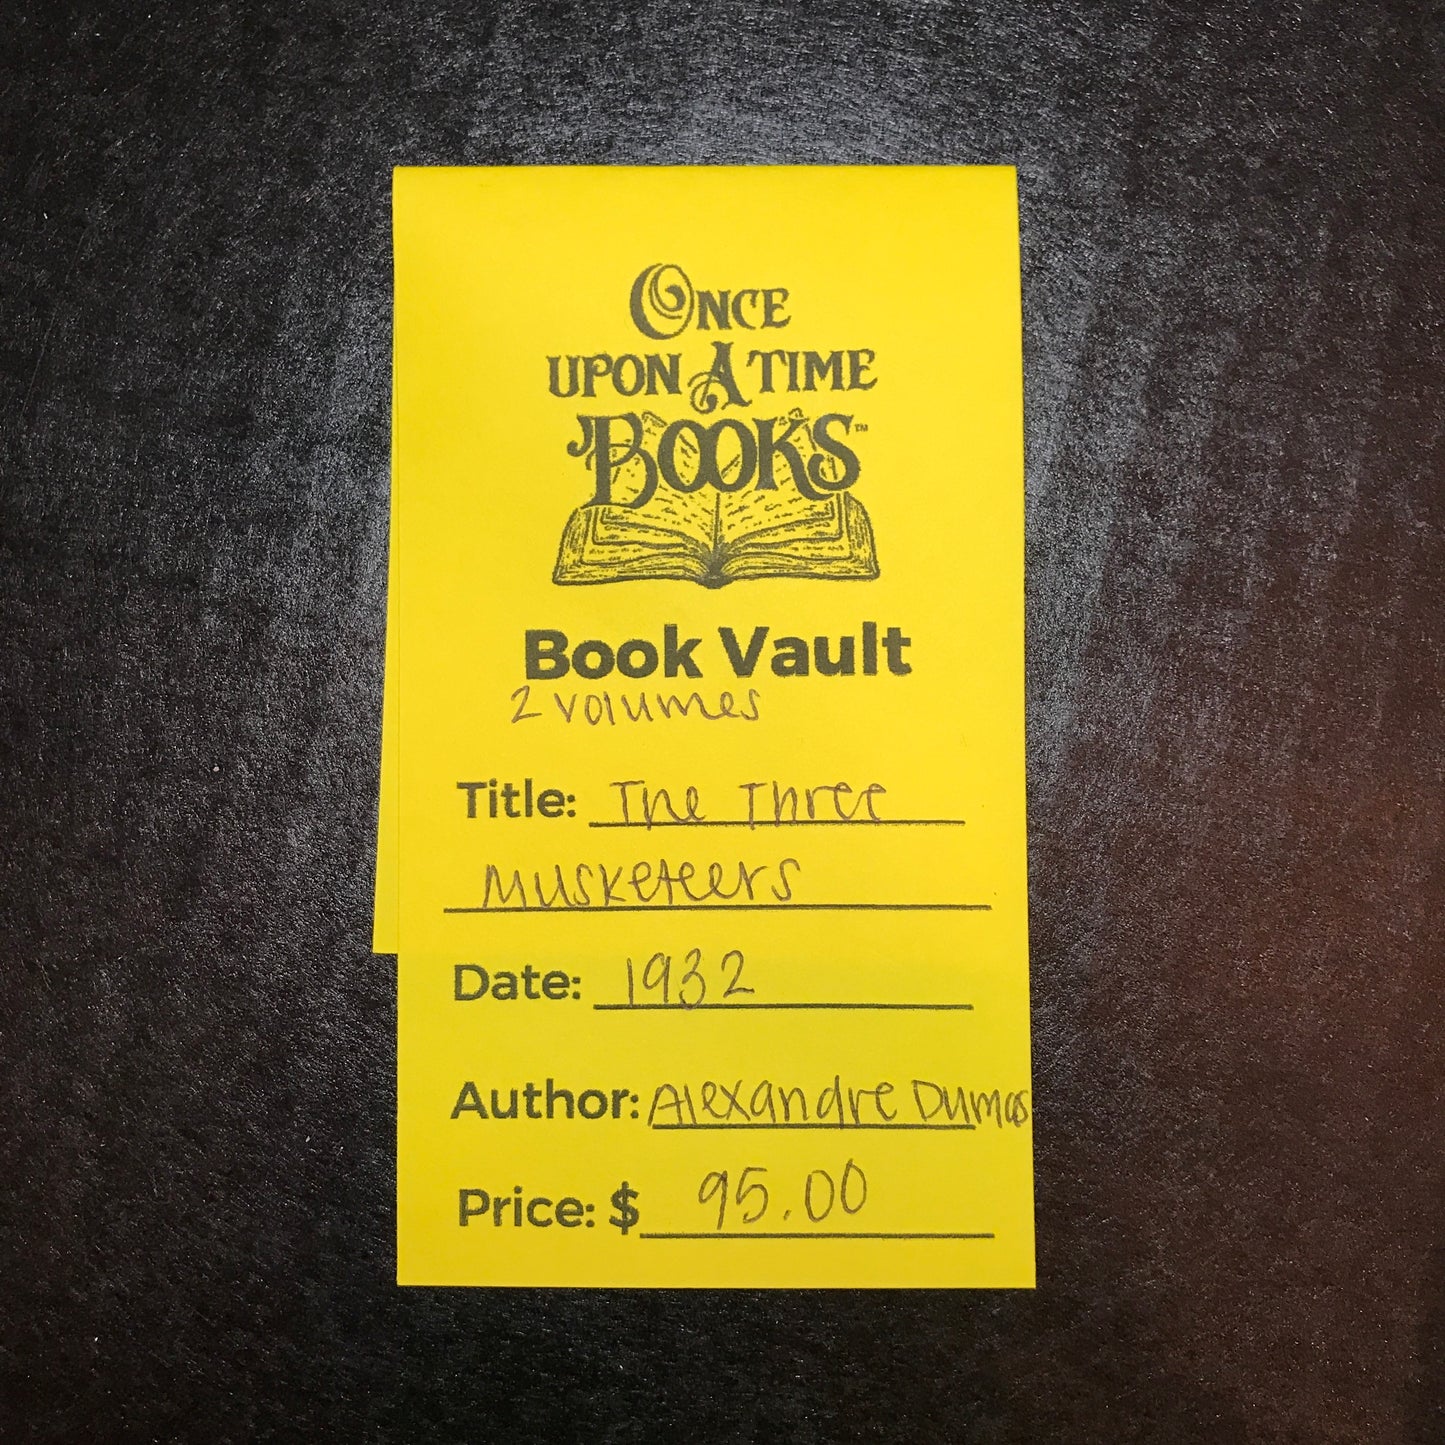 ONCE
UPON A TIME
BOOKS™
Book Vault
2 volumes
Title: The Three
Musketeers
Date: 1932
Author: Alexandre Dumas
Price: $ 95.00